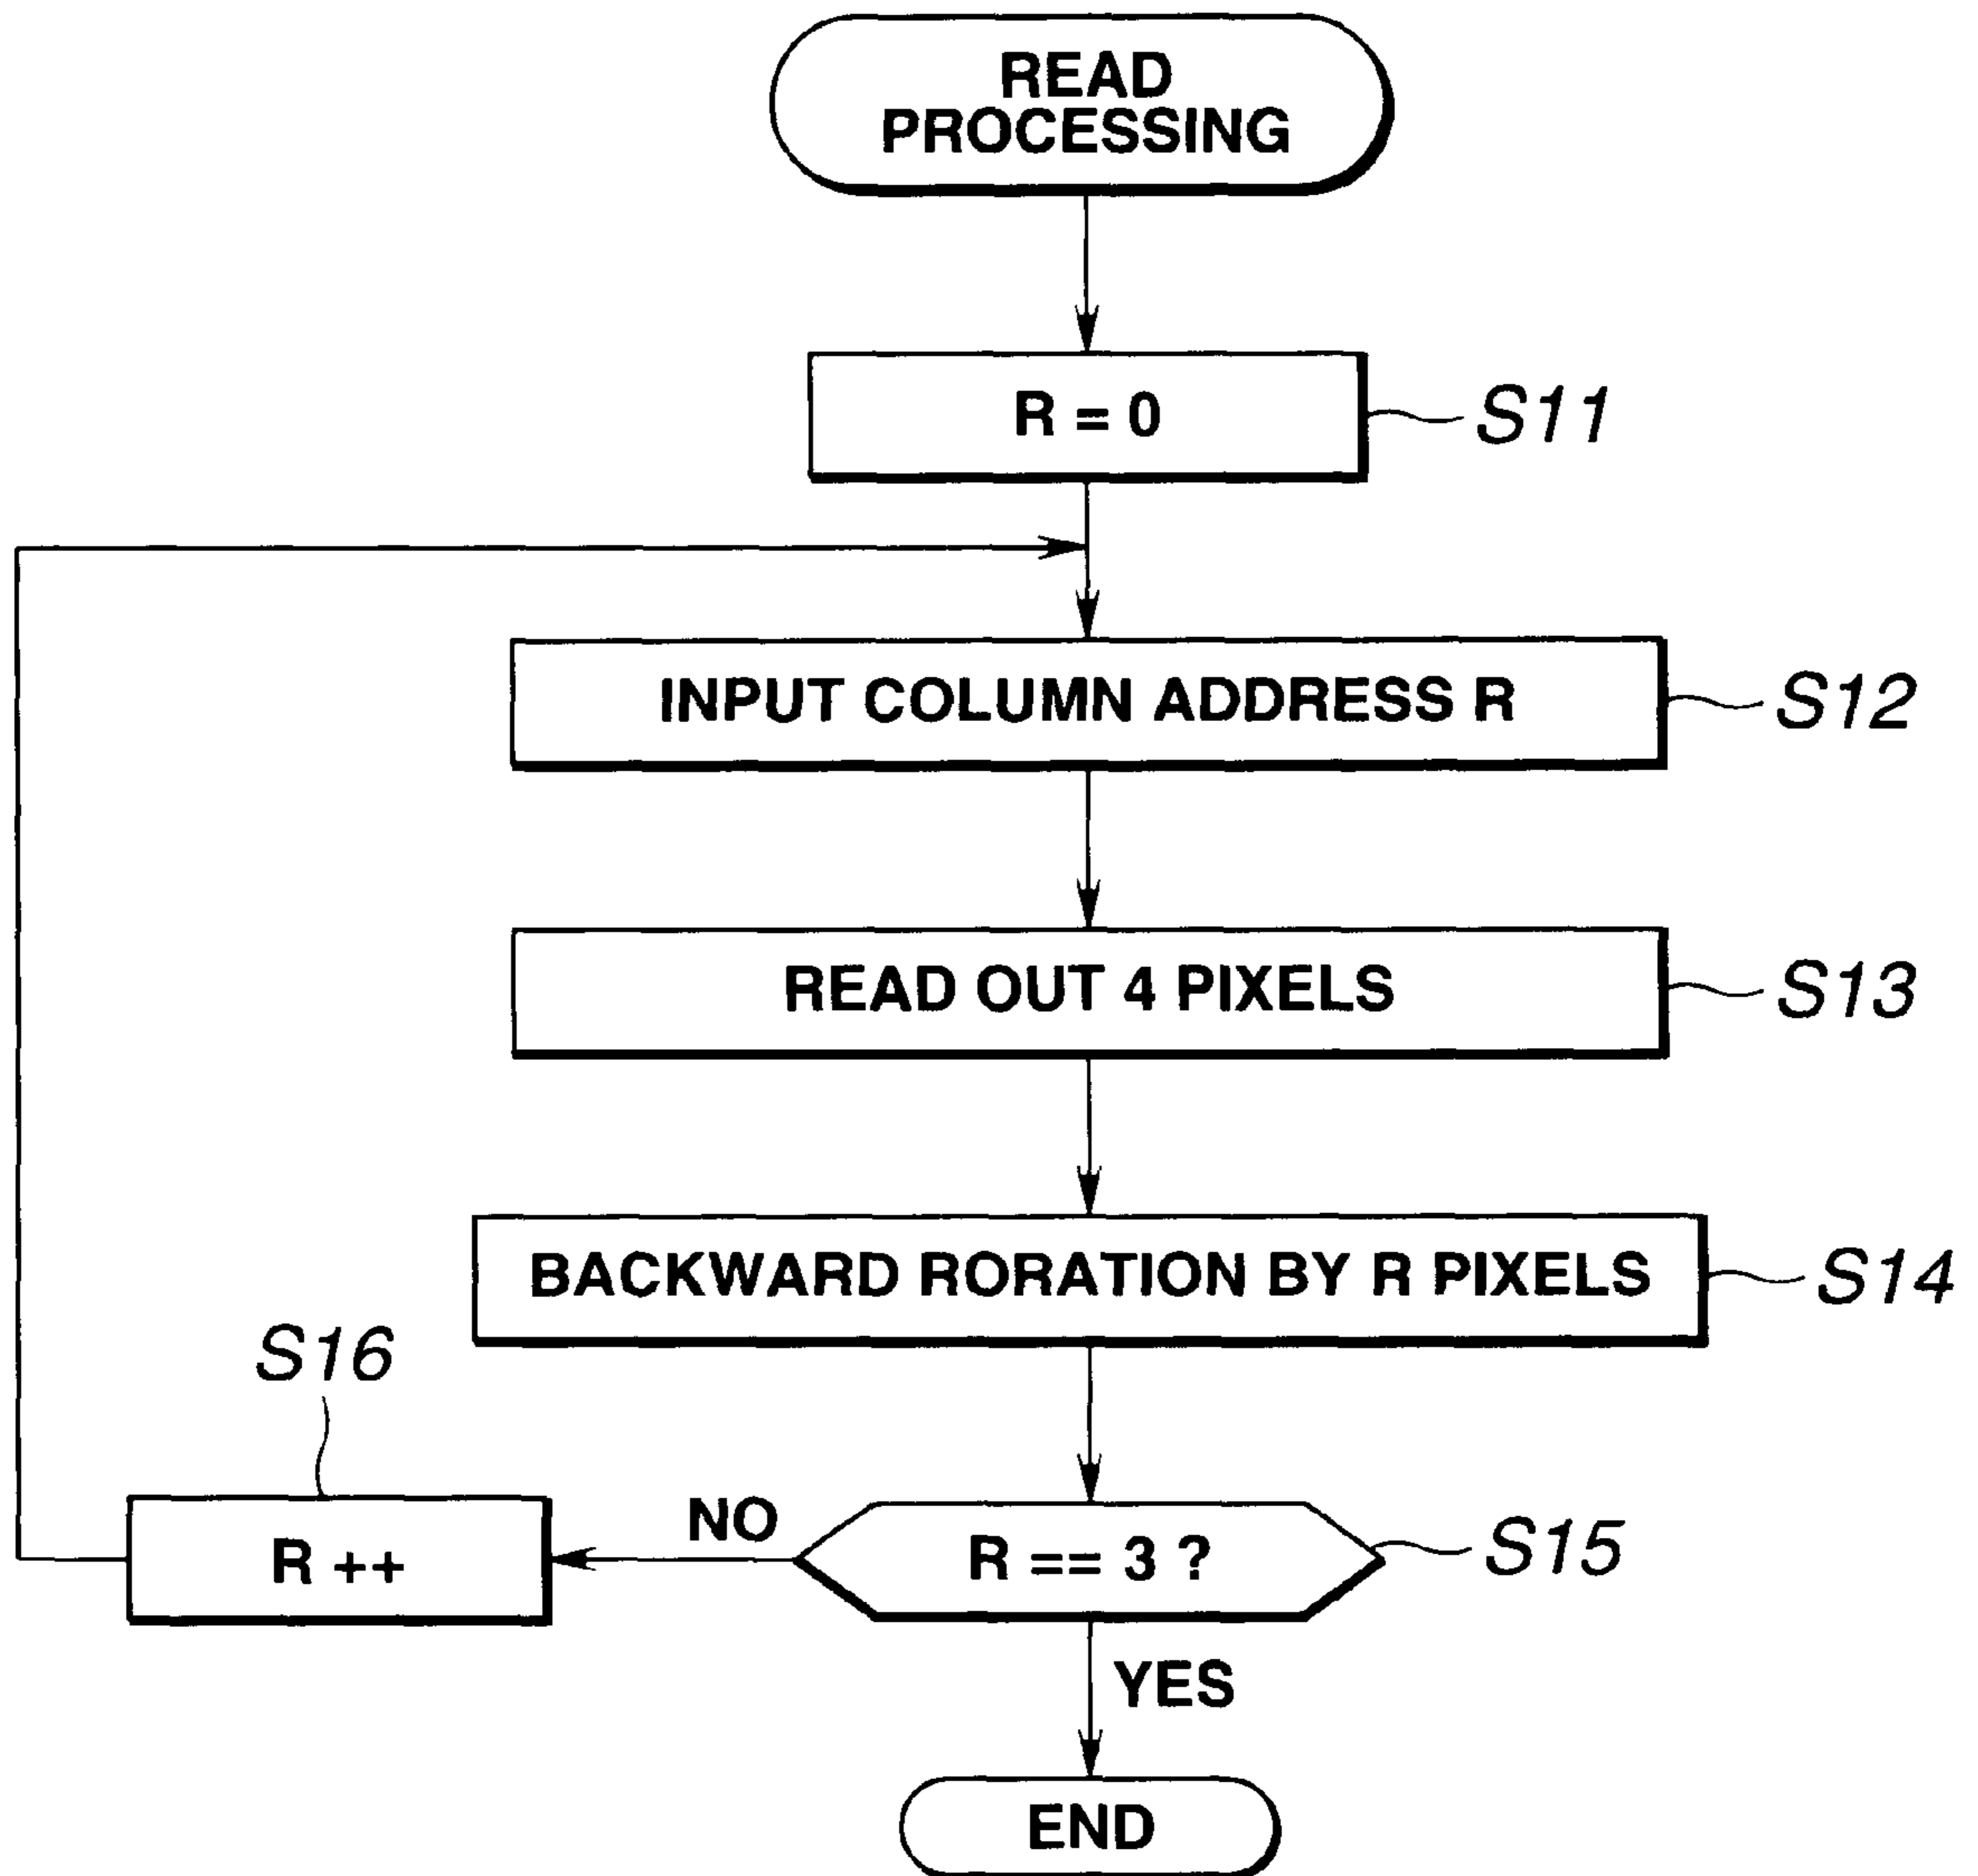 READ
PROCESSING
R = 0
S11
INPUT COLUMN ADDRESS R
S12
READ OUT 4 PIXELS
S13
BACKWARD RORATION BY R PIXELS
S14
S16
R ++
NO
R == 3 ?
S15
YES
END